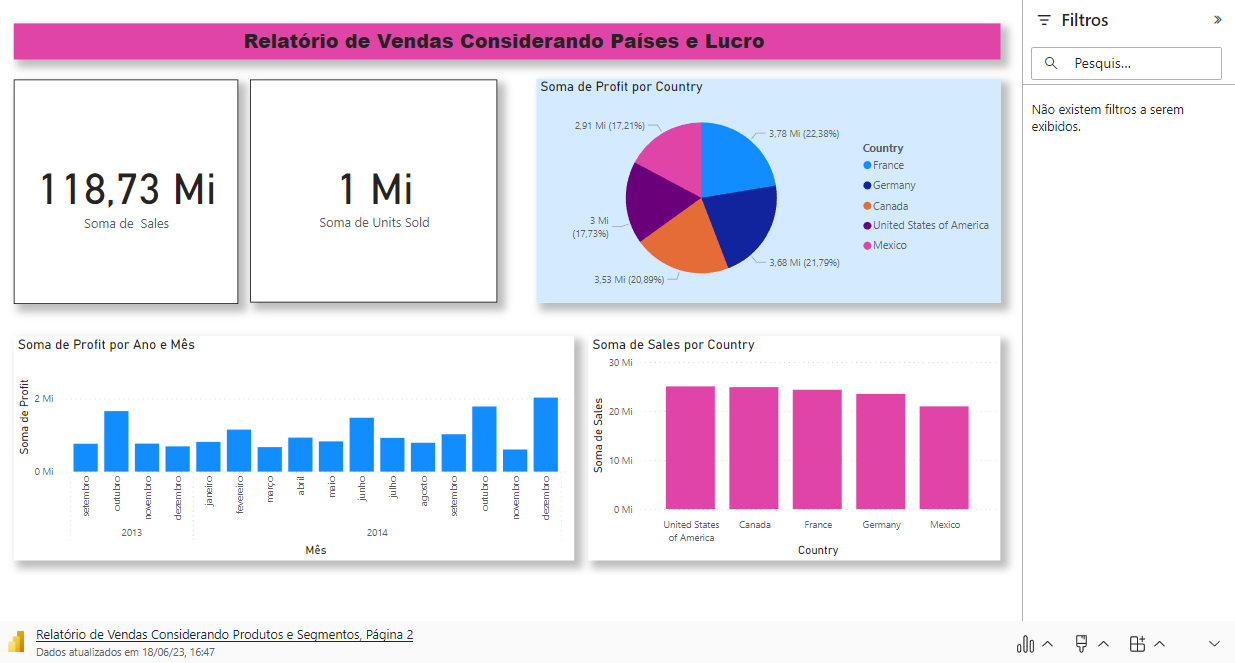 Relatório de Vendas Considerando Países e Lucro
Filtros
Pesquis...
Não existem filtros a serem
exibidos.
118,73 Mi
Soma de  Sales
1 Mi
Soma de Units Sold
Soma de Profit por Country
2,91 Mi (17,21%)
3,78 Mi (22,38%)
3 Mi
(17,73%)
3,68 Mi (21,79%)
3,53 Mi (20,89%)
Country
France
Germany
Canada
United States of America
Mexico
Soma de Profit por Ano e Mês
Soma de Profit
2 Mi
0 Mi
setembro
outubro
novembro
dezembro
janeiro
fevereiro
março
abril
maio
junho
julho
agosto
setembro
outubro
novembro
dezembro
2013
2014
Mês
Soma de Sales por Country
Soma de Sales
30 Mi
20 Mi
10 Mi
0 Mi
United States
of America
Canada
France
Germany
Mexico
Country
Relatório de Vendas Considerando Produtos e Segmentos, Página 2
Dados atualizados em 18/06/23, 16:47